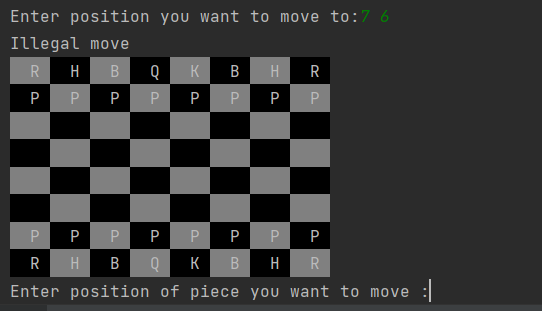 Enter position you want to move to:7 6
Illegal move
R H B Q K B H R
P P P P P P P P
P P P P P P P P
R H B Q K B H R
Enter position of piece you want to move :